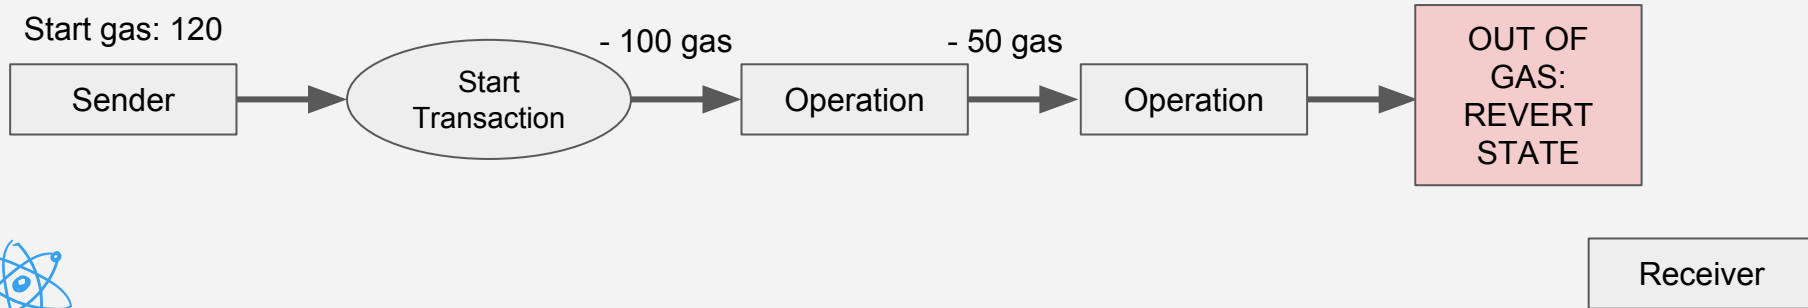 Start gas: 120
Sender
Start
Transaction
- 100 gas
Operation
- 50 gas
Operation
OUT OF
GAS:
REVERT
STATE
Receiver